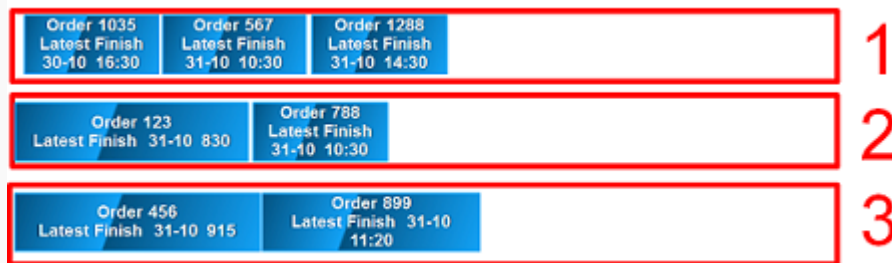 Order 1035
Latest Finish
30-10 16:30
Order 567
Latest Finish
31-10 10:30
Order 1288
Latest Finish
31-10 14:30
1
Order 123
Latest Finish 31-10 830
Order 788
Latest Finish
31-10 10:30
2
Order 456
Latest Finish 31-10 915
Order 899
Latest Finish 31-10
11:20
3